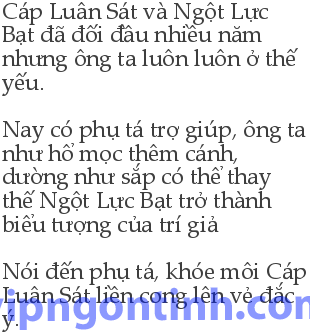 Cáp Luân Sát và Ngột Lực
Bạt đã đối đầu nhiều năm
nhưng ông ta luôn luôn ở thế
yếu.
Nay có phụ tá trợ giúp, ông ta
như hổ mọc thêm cánh,
dường như sắp có thể thay
thế Ngột Lực Bạt trở thành
biểu tượng của trí giả
Nói đến phụ tá, khóe môi Cáp
Luân Sát liền cong lên vẻ đắc
ý.
vipngontinh.com